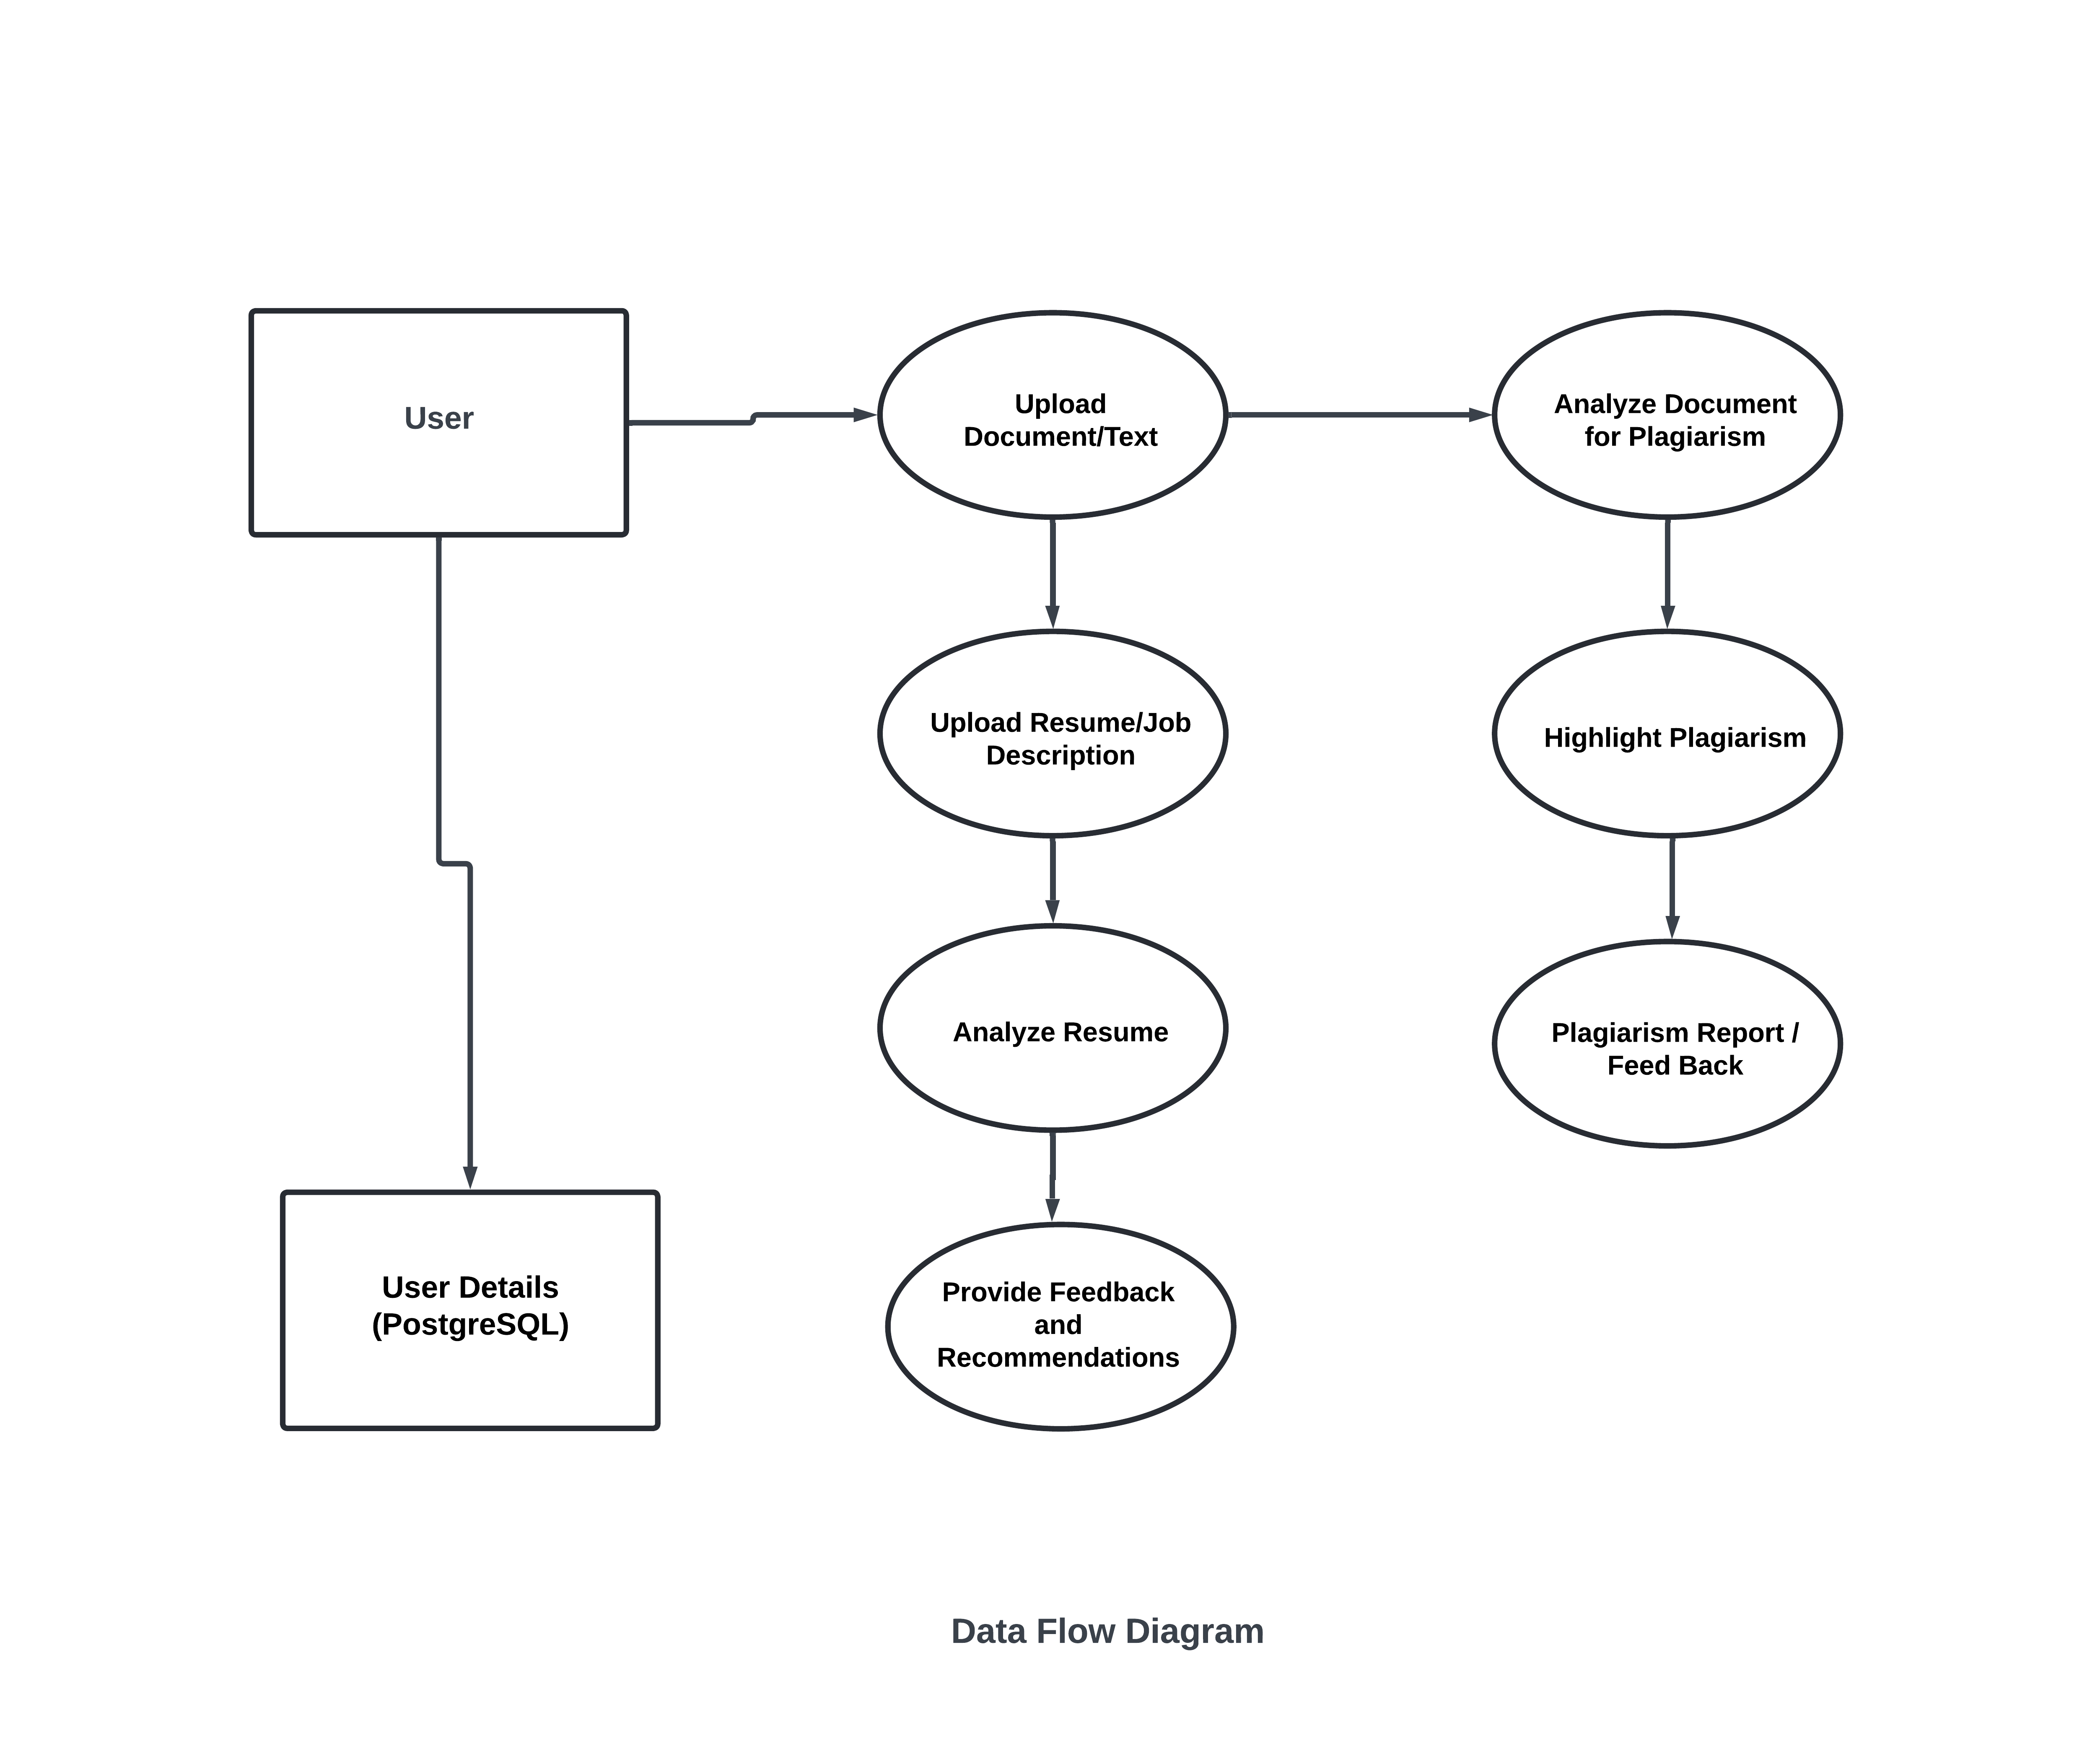 User
Upload
Document/Text
Analyze Document
for Plagiarism
Upload Resume/Job
Description
Highlight Plagiarism
Analyze Resume
Plagiarism Report /
Feed Back
User Details
(PostgreSQL)
Provide Feedback
and
Recommendations
Data Flow Diagram